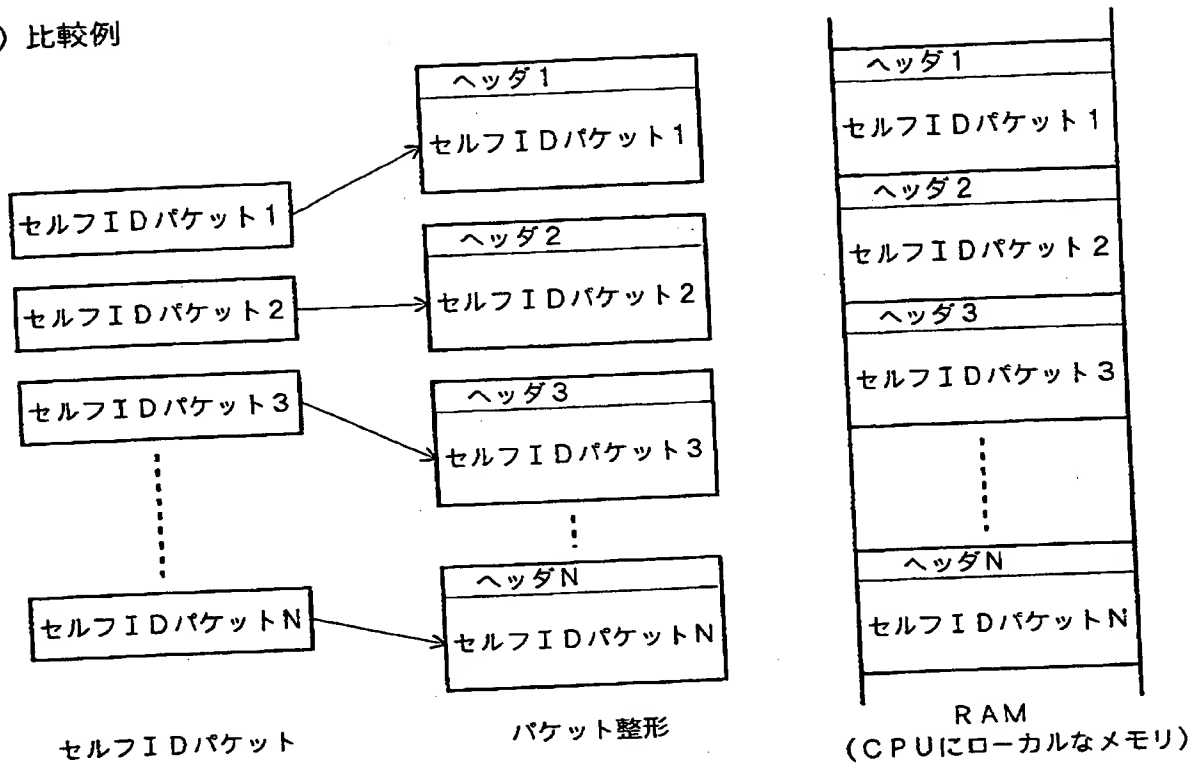 ) 比較例
セルフIDパケット1
セルフIDパケット2
セルフIDパケット3
セルフIDパケットN
セルフIDパケット
ヘッダ1
セルフIDパケット1
ヘッダ2
セルフIDパケット2
ヘッダ3
セルフIDパケット3
ヘッダN
セルフIDパケットN
パケット整形
ヘッダ1
セルフIDパケット1
ヘッダ2
セルフIDパケット2
ヘッダ3
セルフIDパケット3
ヘッダN
セルフIDパケットN
RAM
(CPUにローカルなメモリ)